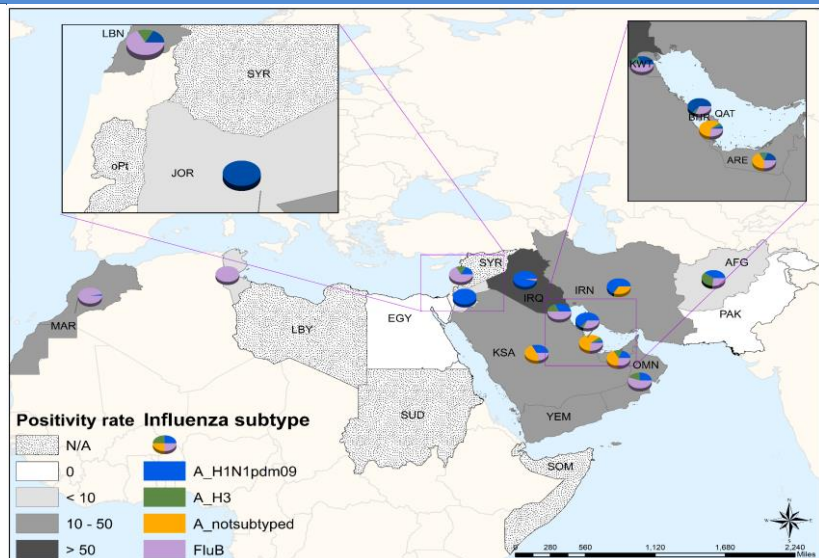 LBN
SYR
oPt
JOR
KWT
BHR
QAT
ARE
SYR
AFG
IRQ
IRN
PAK
MAR
LBY
EGY
KSA
OMN
SUD
YEM
SOM
Positivity rate
N/A
0
< 10
10 - 50
> 50
Influenza subtype
A_H1N1pdm09
A_H3
A_notsubtyped
FluB
N
0 280 560 1,120 1,680 2,240
Miles